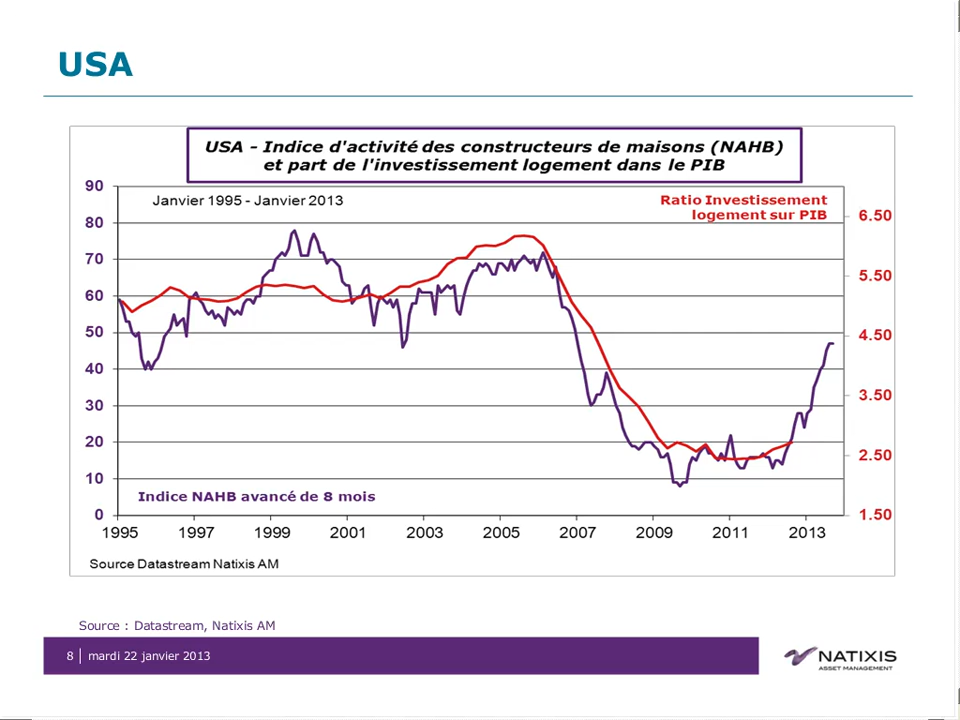 USA
USA - Indice d'activité des constructeurs de maisons (NAHB)
et part de l'investissement logement dans le PIB
Janvier 1995 - Janvier 2013
Ratio Investissement
logement sur PIB
90
80
70
60
50
40
30
20
10
0
6.50
5.50
4.50
3.50
2.50
1.50
Indice NAHB avancé de 8 mois
1995 1997 1999 2001 2003 2005 2007 2009 2011 2013
Source Datastream Natixis AM
Source : Datastream, Natixis AM
8 mardi 22 janvier 2013
NATIXIS
ASSET MANAGEMENT